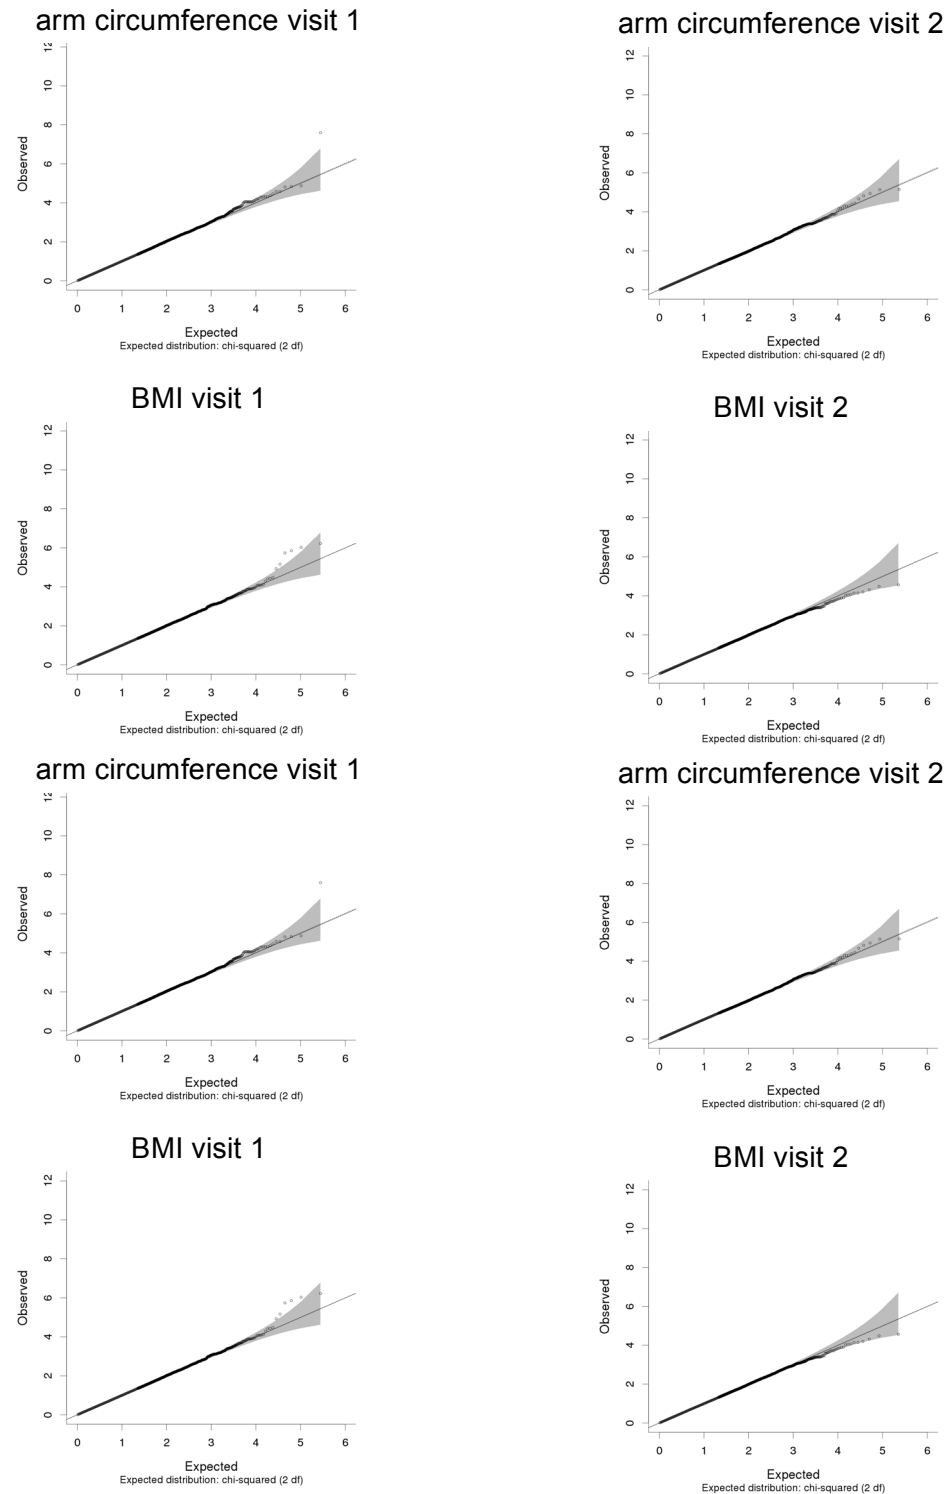 arm circumference visit 1
12
10
8
6
4
2
0
Observed
0 1 2 3 4 5 6
Expected
Expected distribution: chi-squared (2 df)
arm circumference visit 2
12
10
8
6
4
2
0
Observed
0 1 2 3 4 5 6
Expected
Expected distribution: chi-squared (2 df)
BMI visit 1
12
10
8
6
4
2
0
Observed
0 1 2 3 4 5 6
Expected
Expected distribution: chi-squared (2 df)
BMI visit 2
12
10
8
6
4
2
0
Observed
0 1 2 3 4 5 6
Expected
Expected distribution: chi-squared (2 df)
arm circumference visit 1
12
10
8
6
4
2
0
Observed
0 1 2 3 4 5 6
Expected
Expected distribution: chi-squared (2 df)
arm circumference visit 2
12
10
8
6
4
2
0
Observed
0 1 2 3 4 5 6
Expected
Expected distribution: chi-squared (2 df)
BMI visit 1
12
10
8
6
4
2
0
Observed
0 1 2 3 4 5 6
Expected
Expected distribution: chi-squared (2 df)
BMI visit 2
12
10
8
6
4
2
0
Observed
0 1 2 3 4 5 6
Expected
Expected distribution: chi-squared (2 df)